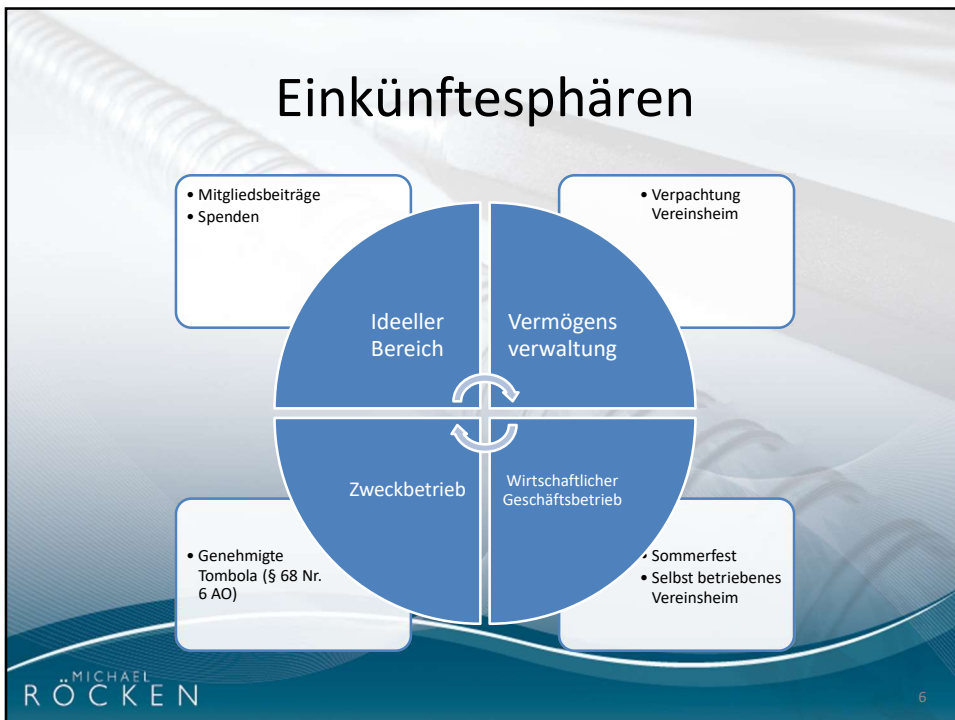 Einkünftesphären
• Mitgliedsbeiträge
• Spenden
• Verpachtung
Vereinsheim
Ideeller
Bereich
Vermögens
verwaltung
Zweckbetrieb
Wirtschaftlicher
Geschäftsbetrieb
• Genehmigte
Tombola (§ 68 Nr.
6 AO)
• Sommerfest
• Selbst betriebenes
Vereinsheim
MICHAEL
RÖCKEN
6